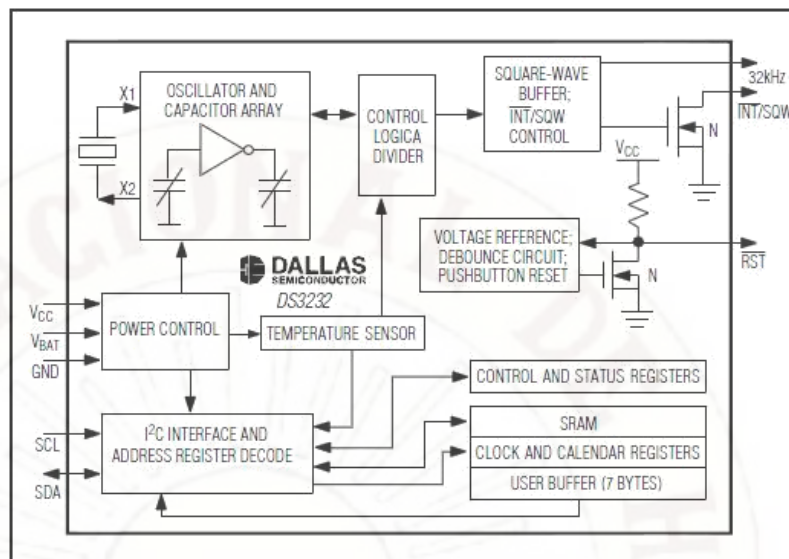 X1
X2
OSCILLATOR AND
CAPACITOR ARRAY
CONTROL
LOGICA
DIVIDER
SQUARE-WAVE
BUFFER;
INT/SQW
CONTROL
32kHz
INT/SQW
N
VCC
VOLTAGE REFERENCE;
DEBOUNCE CIRCUIT;
PUSHBUTTON RESET
N
RST
DALLAS
SEMICONDUCTOR
DS3232
VCC
VBAT
GND
POWER CONTROL
TEMPERATURE SENSOR
SCL
SDA
I²C INTERFACE AND
ADDRESS REGISTER DECODE
CONTROL AND STATUS REGISTERS
SRAM
CLOCK AND CALENDAR REGISTERS
USER BUFFER (7 BYTES)